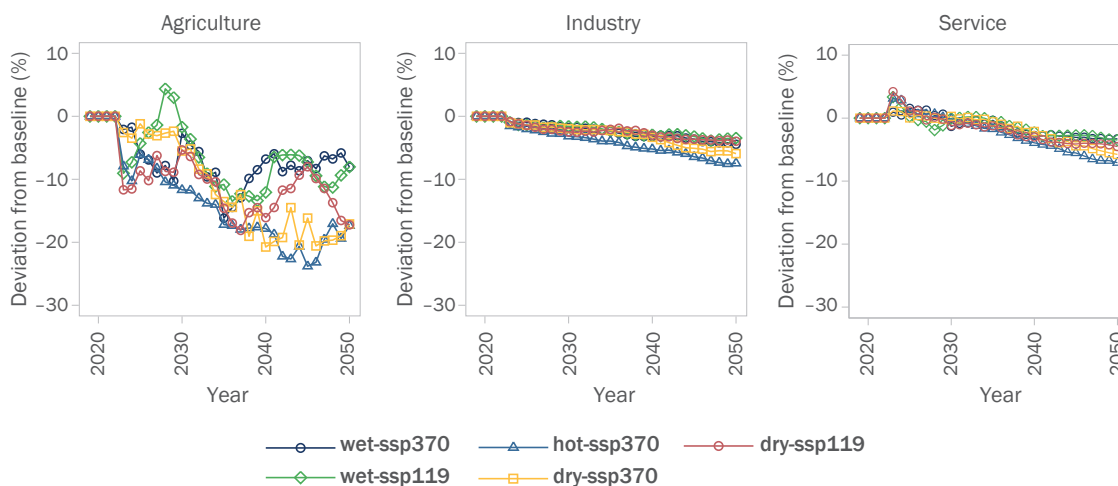 Agriculture
Deviation from baseline (%)
10
0
–10
–20
–30
2020
2030
2040
2050
Year
Industry
Deviation from baseline (%)
10
0
–10
–20
–30
2020
2030
2040
2050
Year
Service
Deviation from baseline (%)
10
0
–10
–20
–30
2020
2030
2040
2050
Year
wet-ssp370 hot-ssp370 dry-ssp119
wet-ssp119 dry-ssp370